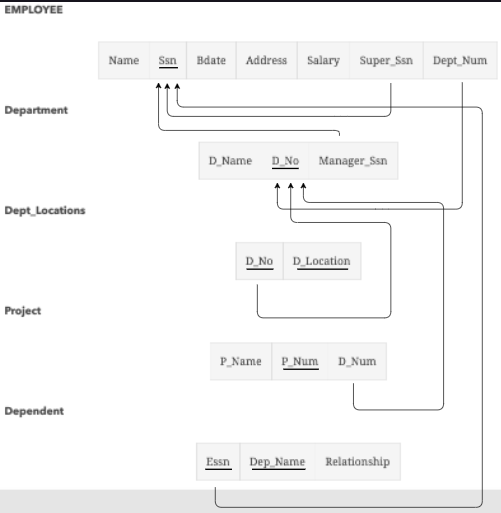 EMPLOYEE
Name Ssn Bdate Address Salary Super_Ssn Dept_Num
Department
D_Name D_No Manager_Ssn
Dept_Locations
D_No D_Location
Project
P_Name P_Num D_Num
Dependent
Essn Dep_Name Relationship